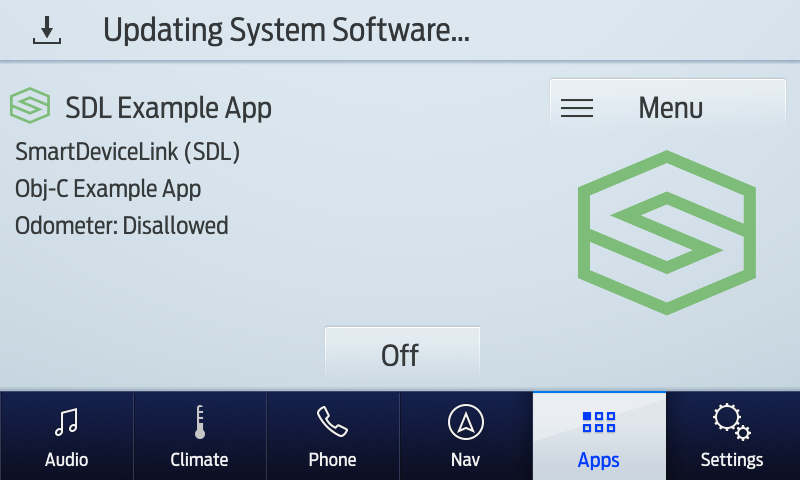 Updating System Software...
SDL Example App
Menu
SmartDeviceLink (SDL)
Obj-C Example App
Odometer: Disallowed
Off
Audio
Climate
Phone
Nav
Apps
Settings